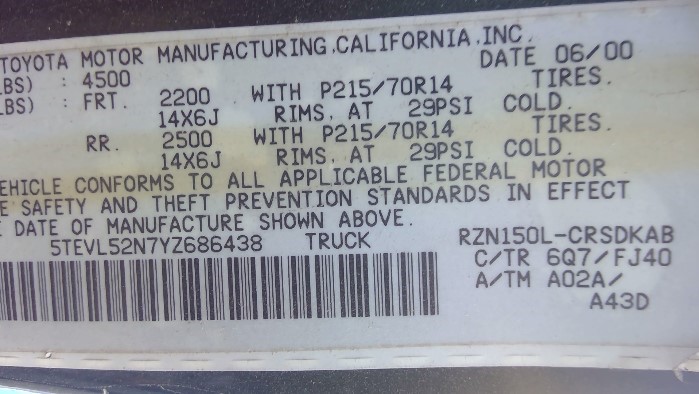 TOYOTA MOTOR MANUFACTURING,CALIFORNIA,INC.
DATE 06/00
LBS) : 4500
LBS) : FRT. 2200 WITH P215/70R14 TIRES.
14X6J RIMS, AT 29PSI COLD.
RR. 2500 WITH P215/70R14 TIRES.
14X6J RIMS, AT 29PSI COLD.
EHICLE CONFORMS TO ALL APPLICABLE FEDERAL MOTOR
E SAFETY AND THEFT PREVENTION STANDARDS IN EFFECT
E DATE OF MANUFACTURE SHOWN ABOVE.
5TEVL52N7YZ686438 TRUCK RZN150L-CRSDKAB
C/TR 6Q7/FJ40
A/TM A02A/
A43D